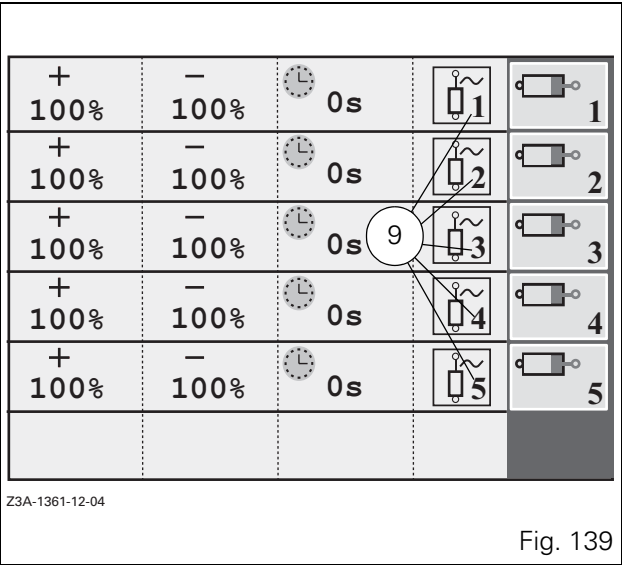 + −
100% 100% 0s 1 1
+ −
100% 100% 0s 2 2
+ −
100% 100% 0s 9 3 3
+ −
100% 100% 0s 4 4
+ −
100% 100% 0s 5 5
Z3A-1361-12-04
Fig. 139